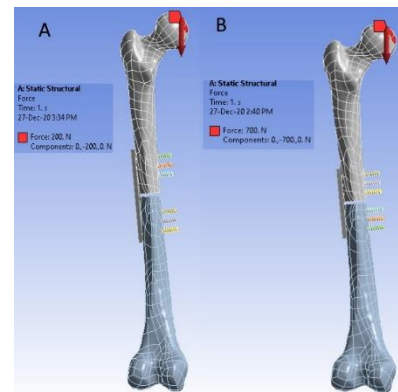 A
A: Static Structural
Force
Time: 1. s
27-Dec-20 3:34 PM
Force: 200. N
Components: 0.,-200.,0. N
B
A: Static Structural
Force
Time: 1. s
27-Dec-20 2:40 PM
Force: 700. N
Components: 0.,-700.,0. N